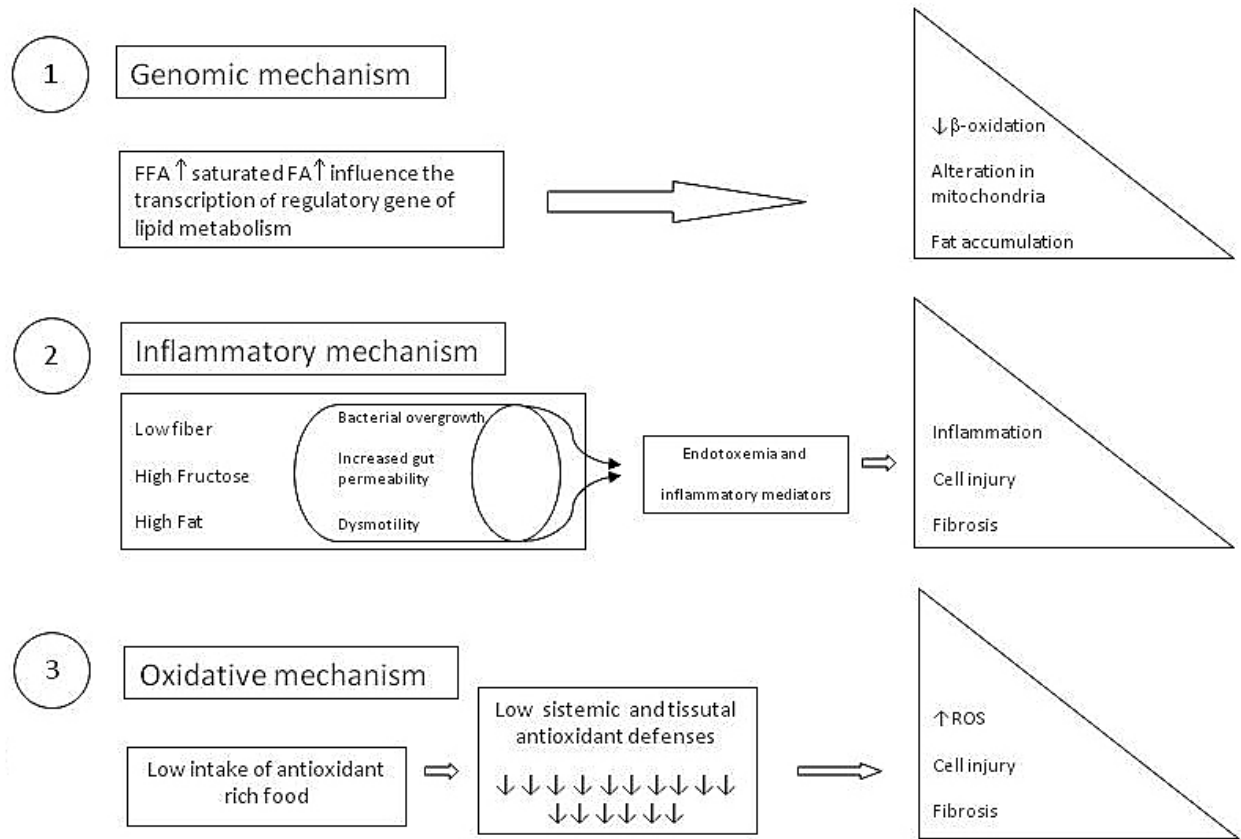 1
Genomic mechanism
FFA ↑ saturated FA ↑ influence the
transcription of regulatory gene of
lipid metabolism
↓ β-oxidation
Alteration in
mitochondria
Fat accumulation
2
Inflammatory mechanism
Low fiber
High Fructose
High Fat
Bacterial overgrowth
Increased gut
permeability
Dysmotility
Endotoxemia and
inflammatory mediators
Inflammation
Cell injury
Fibrosis
3
Oxidative mechanism
Low intake of antioxidant
rich food
Low sistemic and tissutal
antioxidant defenses
↓ ↓ ↓ ↓ ↓ ↓ ↓ ↓ ↓ ↓
↓ ↓ ↓ ↓ ↓ ↓
↑ ROS
Cell injury
Fibrosis